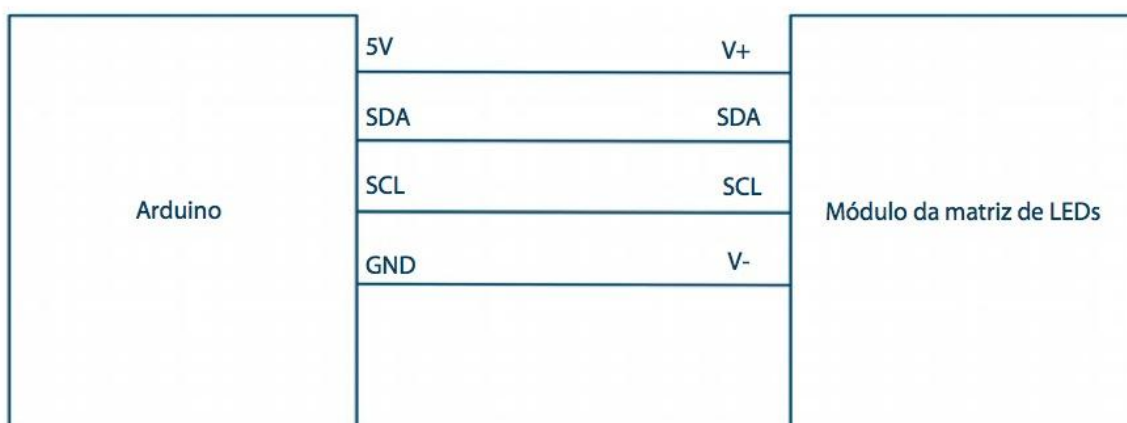 5V V+
SDA SDA
SCL SCL
Arduino Módulo da matriz de LEDs
GND V-